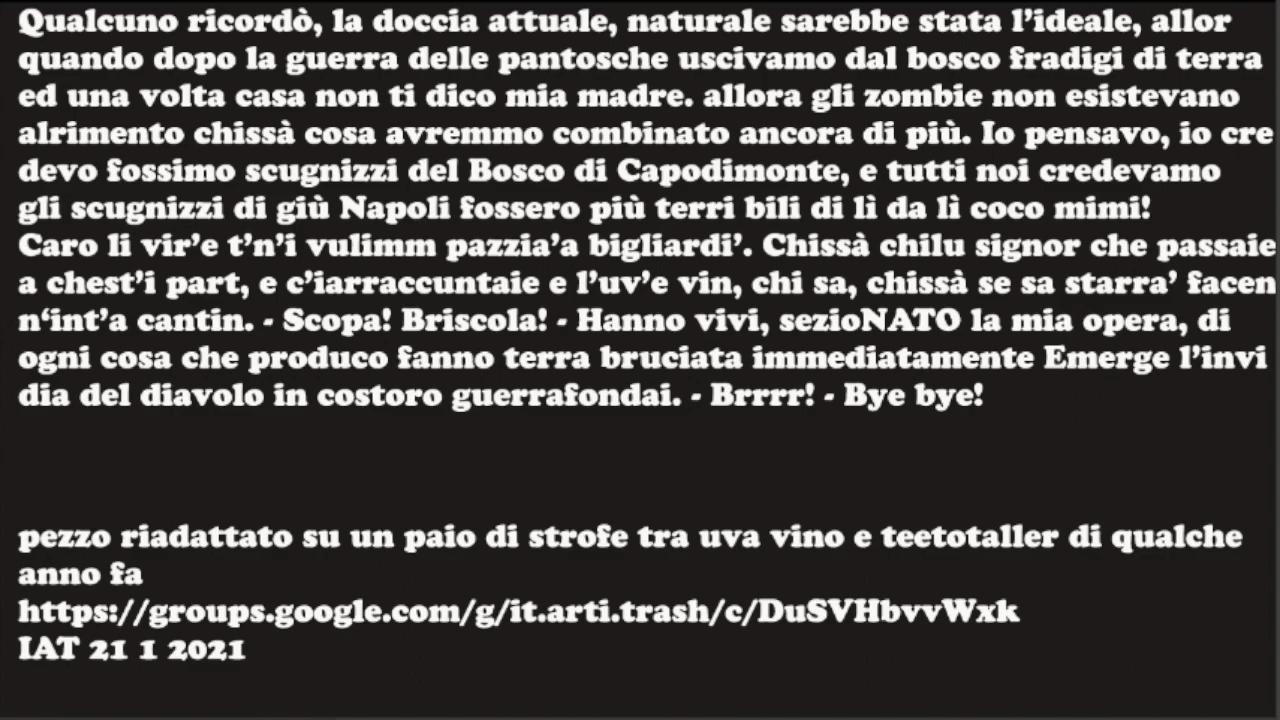 Qualcuno ricordò, la doccia attuale, naturale sarebbe stata l’ideale, allor
quando dopo la guerra delle pantosche uscivamo dal bosco fradigi di terra
ed una volta casa non ti dico mia madre. allora gli zombie non esistevano
alrimento chissà cosa avremmo combinato ancora di più. Io pensavo, io cre
devo fossimo scugnizzi del Bosco di Capodimonte, e tutti noi credevamo
gli scugnizzi di giù Napoli fossero più terri bili di lì da lì coco mimi!
Caro li vir’e t’n’i vulimm pazzia’a bigliardi’. Chissà chilu signor che passaie
a chest’i part, e c’iarraccuntaie e l’uv’e vin, chi sa, chissà se sa starra’ facen
n‘int’a cantin. - Scopa! Briscola! - Hanno vivi, sezioNATO la mia opera, di
ogni cosa che produco fanno terra bruciata immediatamente Emerge l’invi
dia del diavolo in costoro guerrafondai. - Brrrr! - Bye bye!
pezzo riadattato su un paio di strofe tra uva vino e teetotaller di qualche
anno fa
https://groups.google.com/g/it.arti.trash/c/DuSVHbvvWxk
IAT 21 1 2021